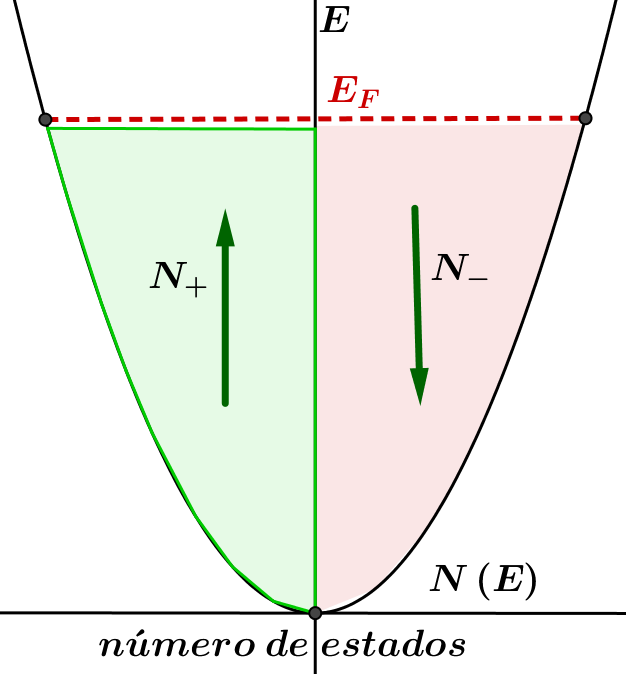 E
E_F
N_+
N_−
N (E)
número de estados